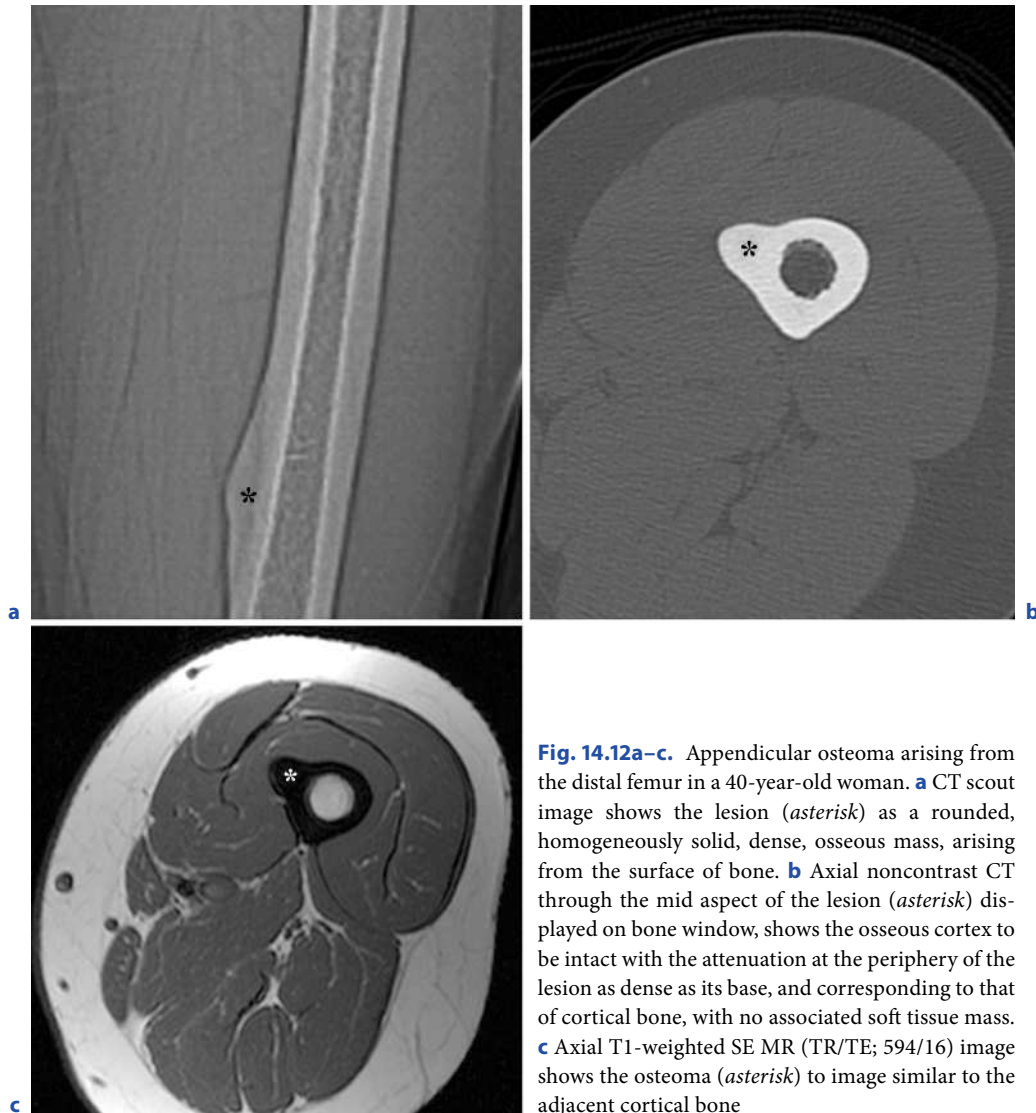 a
b
c
*
*
*
Fig. 14.12a–c. Appendicular osteoma arising from
the distal femur in a 40-year-old woman. a CT scout
image shows the lesion (asterisk) as a rounded,
homogeneously solid, dense, osseous mass, arising
from the surface of bone. b Axial noncontrast CT
through the mid aspect of the lesion (asterisk) dis-
played on bone window, shows the osseous cortex to
be intact with the attenuation at the periphery of the
lesion as dense as its base, and corresponding to that
of cortical bone, with no associated soft tissue mass.
c Axial T1-weighted SE MR (TR/TE; 594/16) image
shows the osteoma (asterisk) to image similar to the
adjacent cortical bone